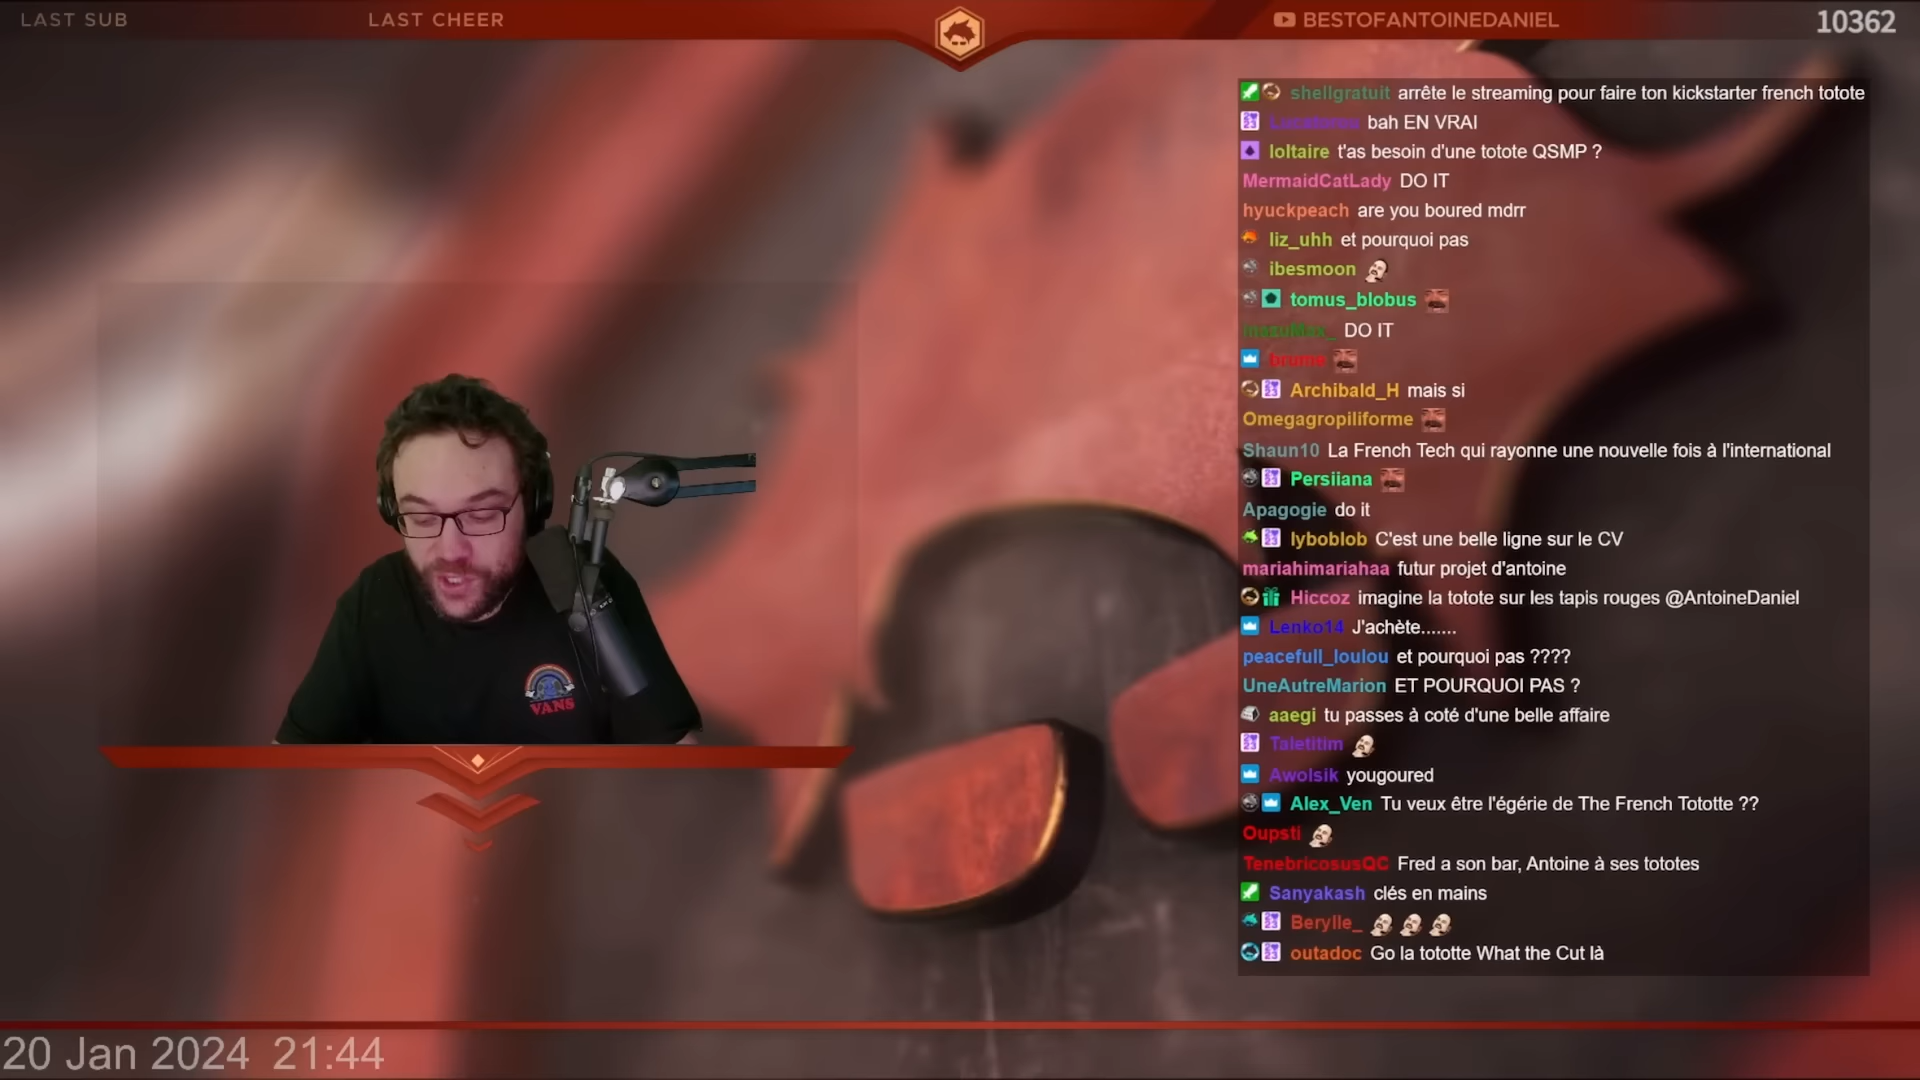 LAST SUB
LAST CHEER
BESTOFANTOINEDANIEL
10362
shellgratuit arrête le streaming pour faire ton kickstarter french totote
bah EN VRAI
loltaire t'as besoin d'une totote QSMP ?
MermaidCatLady DO IT
hyuckpeach are you boured mdrr
liz_uhh et pourquoi pas
ibesmoon
tomus_blobus
DO IT
brume
Archibald_H mais si
Omegagropiliforme
Shaun10 La French Tech qui rayonne une nouvelle fois à l'international
Persiiana
Apagogie do it
lyboblob C'est une belle ligne sur le CV
mariahimariahaa futur projet d'antoine
Hiccoz imagine la totote sur les tapis rouges @AntoineDaniel
Lenko14 J'achète.......
peacefull_loulou et pourquoi pas ????
UneAutreMarion ET POURQUOI PAS ?
aaegi tu passes à coté d'une belle affaire
Taletitim
Awolsik yougoured
Alex_Ven Tu veux être l'égérie de The French Tototte ??
Oupsti
TenebricosusQC Fred a son bar, Antoine à ses tototes
Sanyakash clés en mains
Berylle_
outadoc Go la tototte What the Cut là
VANS
20 Jan 2024 21:44